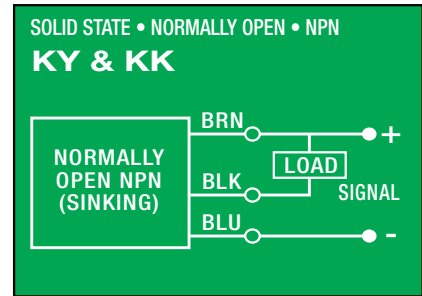 SOLID STATE • NORMALLY OPEN • NPN
KY & KK
BRN
+
NORMALLY
OPEN NPN
(SINKING)
LOAD
BLK
SIGNAL
BLU
-